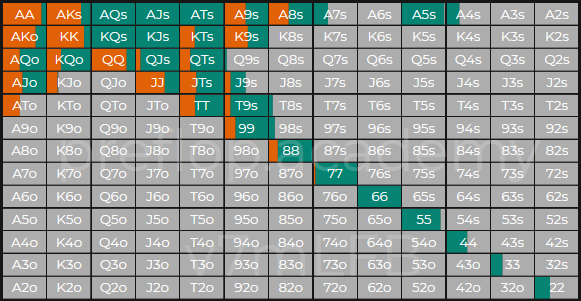 AA AKs AQs AJs ATs A9s A8s A7s A6s A5s A4s A3s A2s
AKo KK KQs KJs KTs K9s K8s K7s K6s K5s K4s K3s K2s
AQo KQo QQ QJs QTs Q9s Q8s Q7s Q6s Q5s Q4s Q3s Q2s
AJo KJo QJo JJ JTs J9s J8s J7s J6s J5s J4s J3s J2s
ATo KTo QTo JTo TT T9s T8s T7s T6s T5s T4s T3s T2s
A9o K9o Q9o J9o T9o 99 98s 97s 96s 95s 94s 93s 92s
A8o K8o Q8o J8o T8o 98o 88 87s 86s 85s 84s 83s 82s
preflop.academy
A7o K7o Q7o J7o T7o 97o 87o 77 76s 75s 74s 73s 72s
A6o K6o Q6o J6o T6o 96o 86o 76o 66 65s 64s 63s 62s
A5o K5o Q5o J5o T5o 95o 85o 75o 65o 55 54s 53s 52s
A4o K4o Q4o J4o T4o 94o 84o 74o 64o 54o 44 43s 42s
A3o K3o Q3o J3o T3o 93o 83o 73o 63o 53o 43o 33 32s
A2o K2o Q2o J2o T2o 92o 82o 72o 62o 52o 42o 32o 22